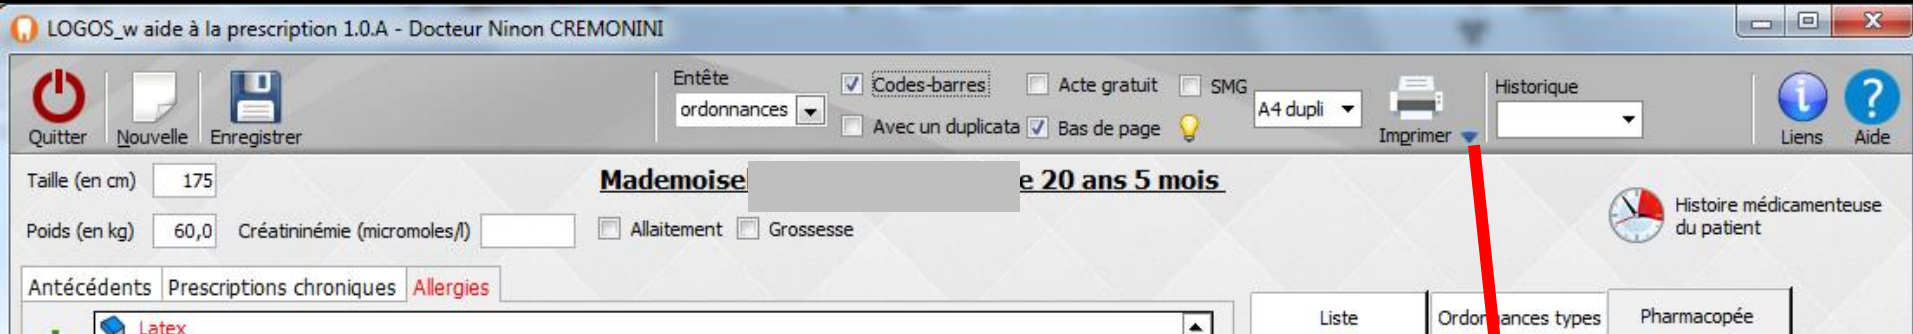 LOGOS_w aide à la prescription 1.0.A - Docteur Ninon CREMONINI
Entête
Codes-barres Acte gratuit SMG
Historique
ordonnances
A4 dupli
Avec un duplicata Bas de page
Quitter Nouvelle Enregistrer
Imprimer
Liens Aide
Taille (en cm) 175
Mademoisel e 20 ans 5 mois
Histoire médicamenteuse
du patient
Poids (en kg) 60,0 Créatininémie (micromoles/l) Allaitement Grossesse
Antécédents Prescriptions chroniques Allergies
Liste Ordonnances types Pharmacopée
Latex